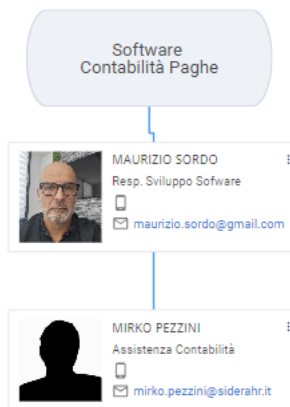 Software
Contabilità Paghe
MAURIZIO SORDO
Resp. Sviluppo Sofware
maurizio.sordo@gmail.com
MIRKO PEZZINI
Assistenza Contabilità
mirko.pezzini@siderahr.it